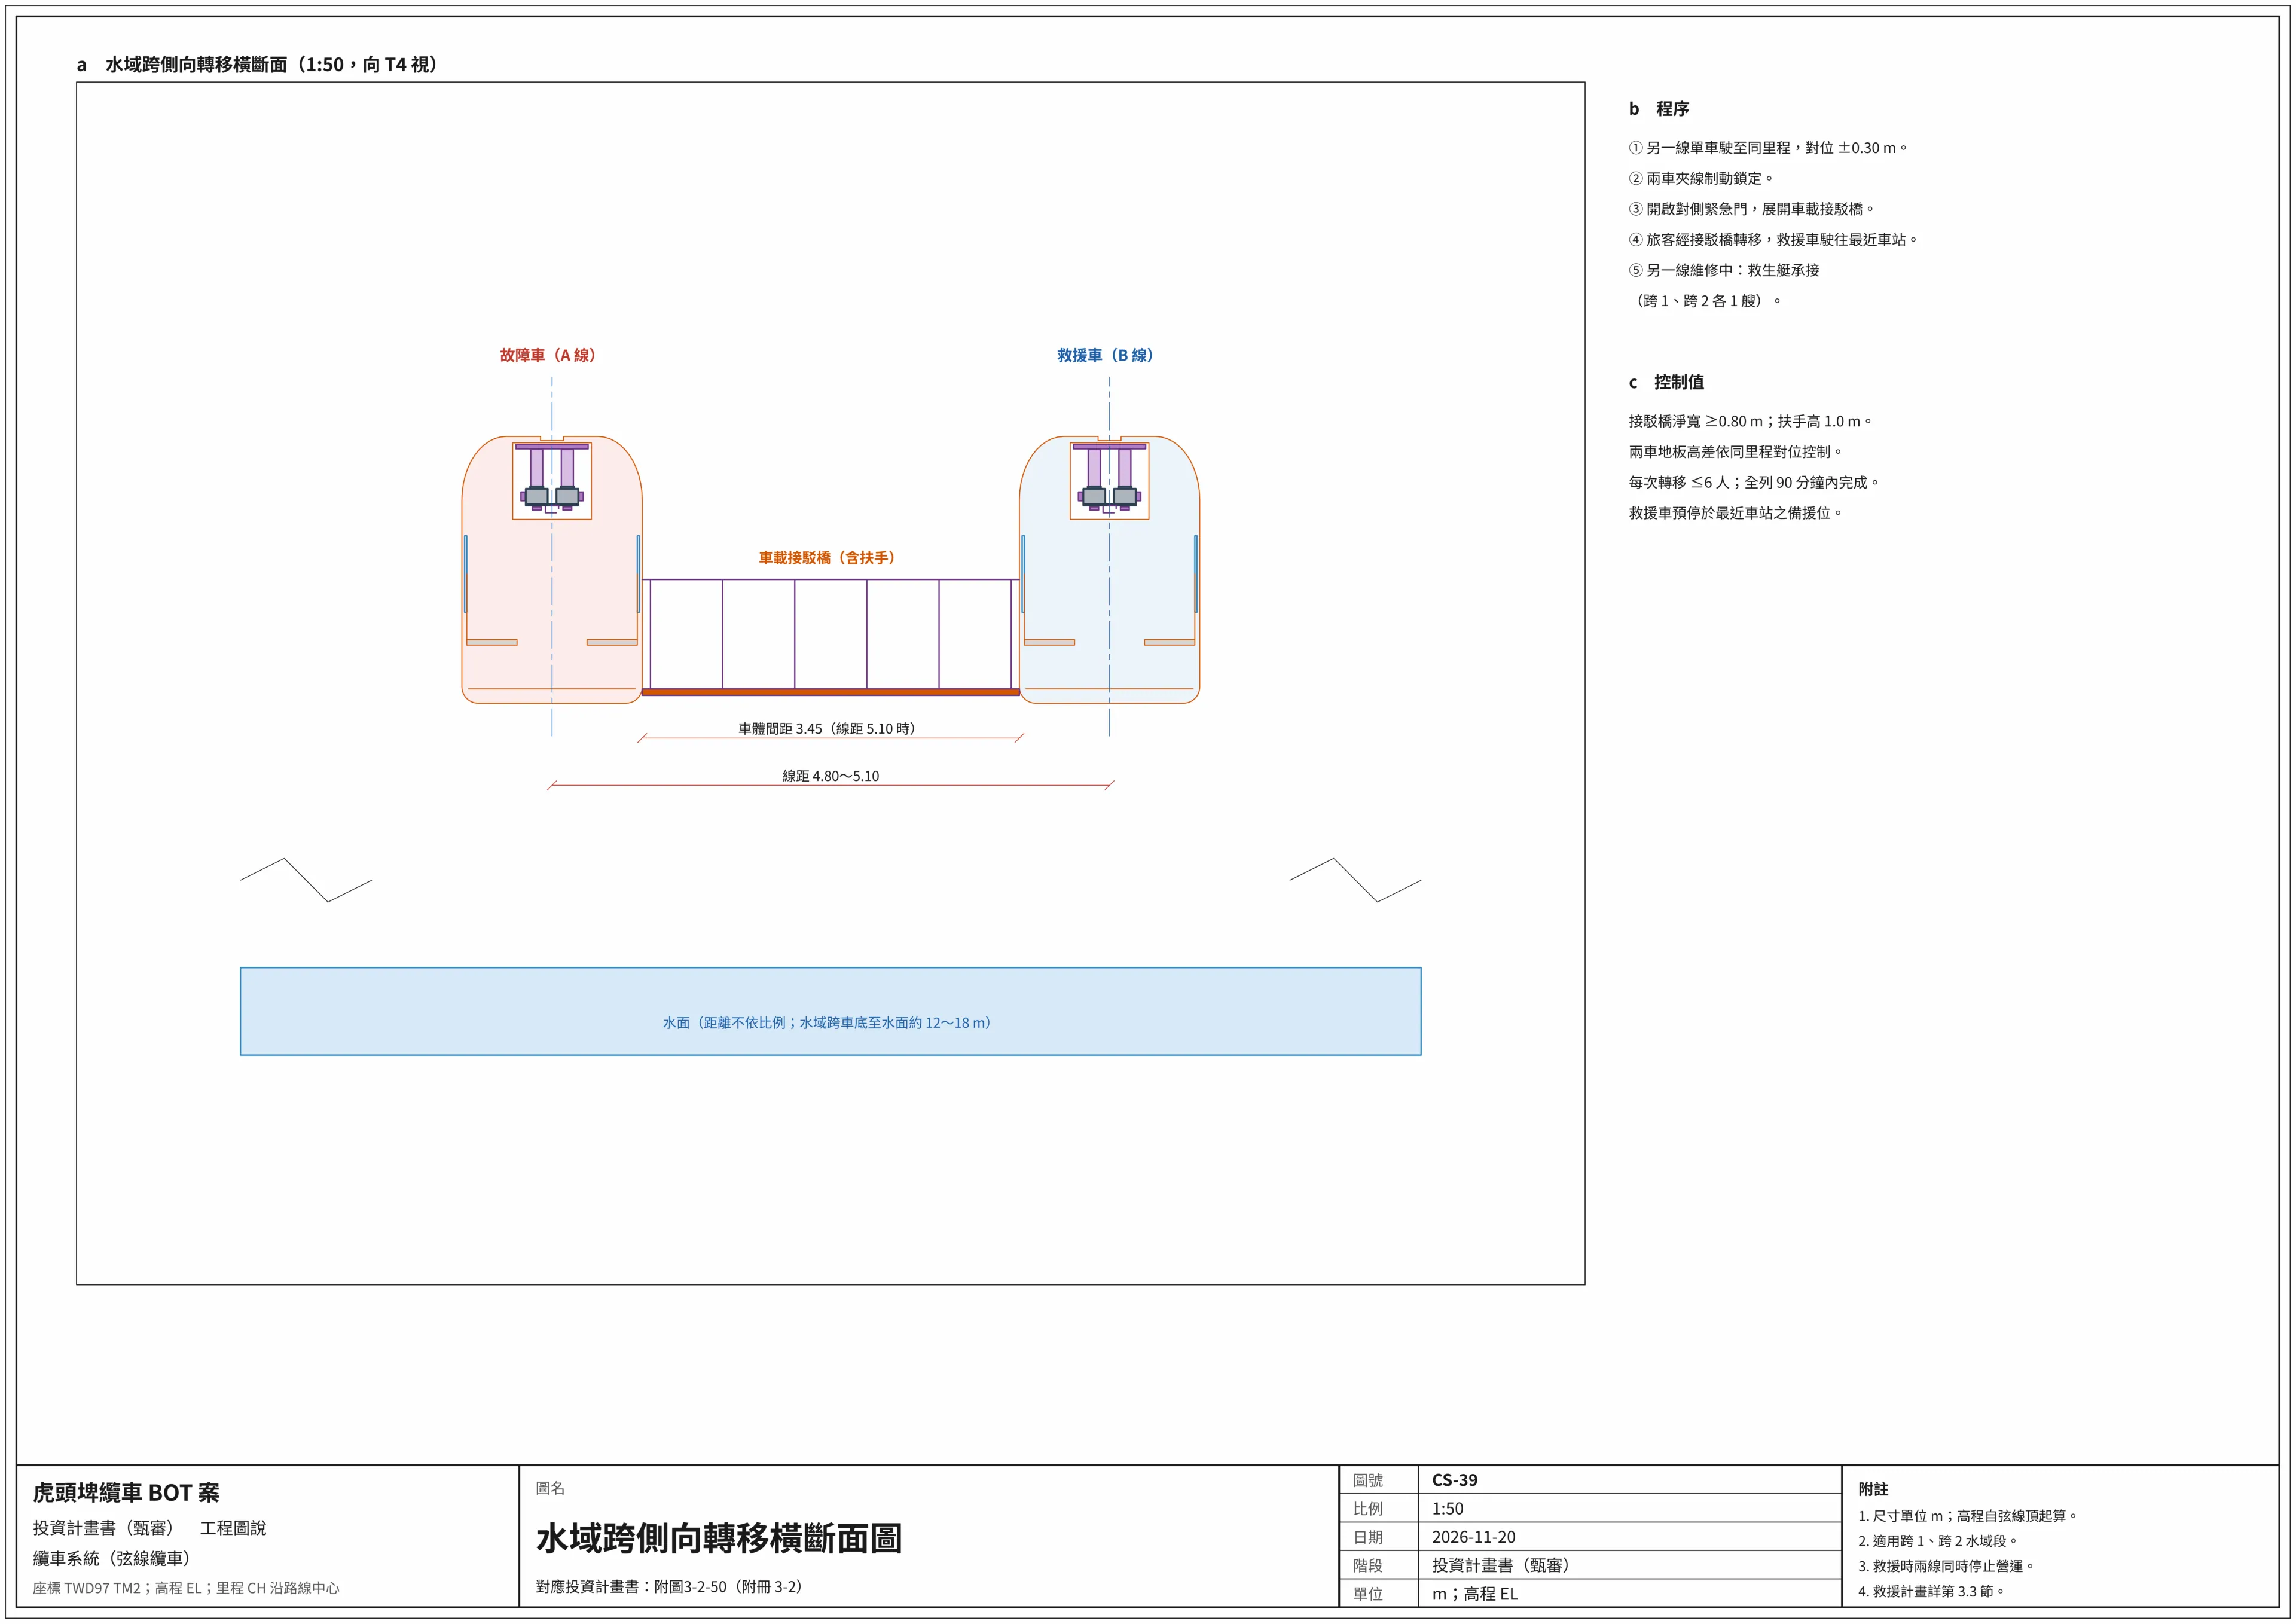 a 水域跨側向轉移橫斷面（1:50，向 T4 視）
故障車（A 線）
救援車（B 線）
車載接駁橋（含扶手）
車體間距 3.45（線距 5.10 時）
線距 4.80～5.10
水面（距離不依比例；水域跨車底至水面約 12～18 m）
b 程序
① 另一線單車駛至同里程，對位 ±0.30 m。
② 兩車夾線制動鎖定。
③ 開啟對側緊急門，展開車載接駁橋。
④ 旅客經接駁橋轉移，救援車駛往最近車站。
⑤ 另一線維修中：救生艇承接
（跨 1、跨 2 各 1 艘）。
c 控制值
接駁橋淨寬 ≥0.80 m；扶手高 1.0 m。
兩車地板高差依同里程對位控制。
每次轉移 ≤6 人；全列 90 分鐘內完成。
救援車預停於最近車站之備援位。
虎頭埤纜車 BOT 案
投資計畫書（甄審） 工程圖說
纜車系統（弦線纜車）
座標 TWD97 TM2；高程 EL；里程 CH 沿路線中心
圖名
水域跨側向轉移橫斷面圖
對應投資計畫書：附圖3-2-50（附冊 3-2）
圖號 CS-39
比例 1:50
日期 2026-11-20
階段 投資計畫書（甄審）
單位 m；高程 EL
附註
1. 尺寸單位 m；高程自弦線頂起算。
2. 適用跨 1、跨 2 水域段。
3. 救援時兩線同時停止營運。
4. 救援計畫詳第 3.3 節。